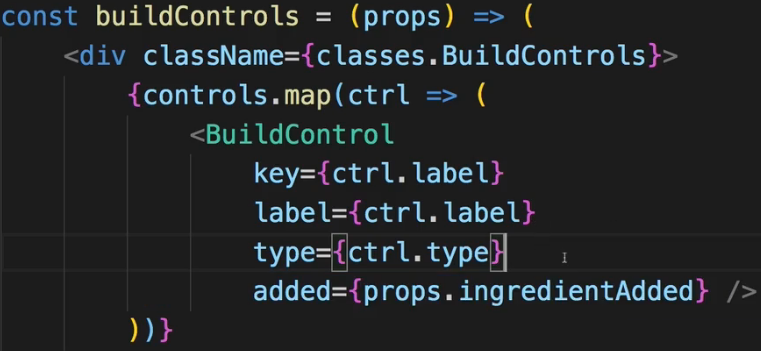 const buildControls = (props) => (
<div className={classes.BuildControls}>
{controls.map(ctrl => (
<BuildControl
key={ctrl.label}
label={ctrl.label}
type={ctrl.type}
added={props.ingredientAdded} />
))}